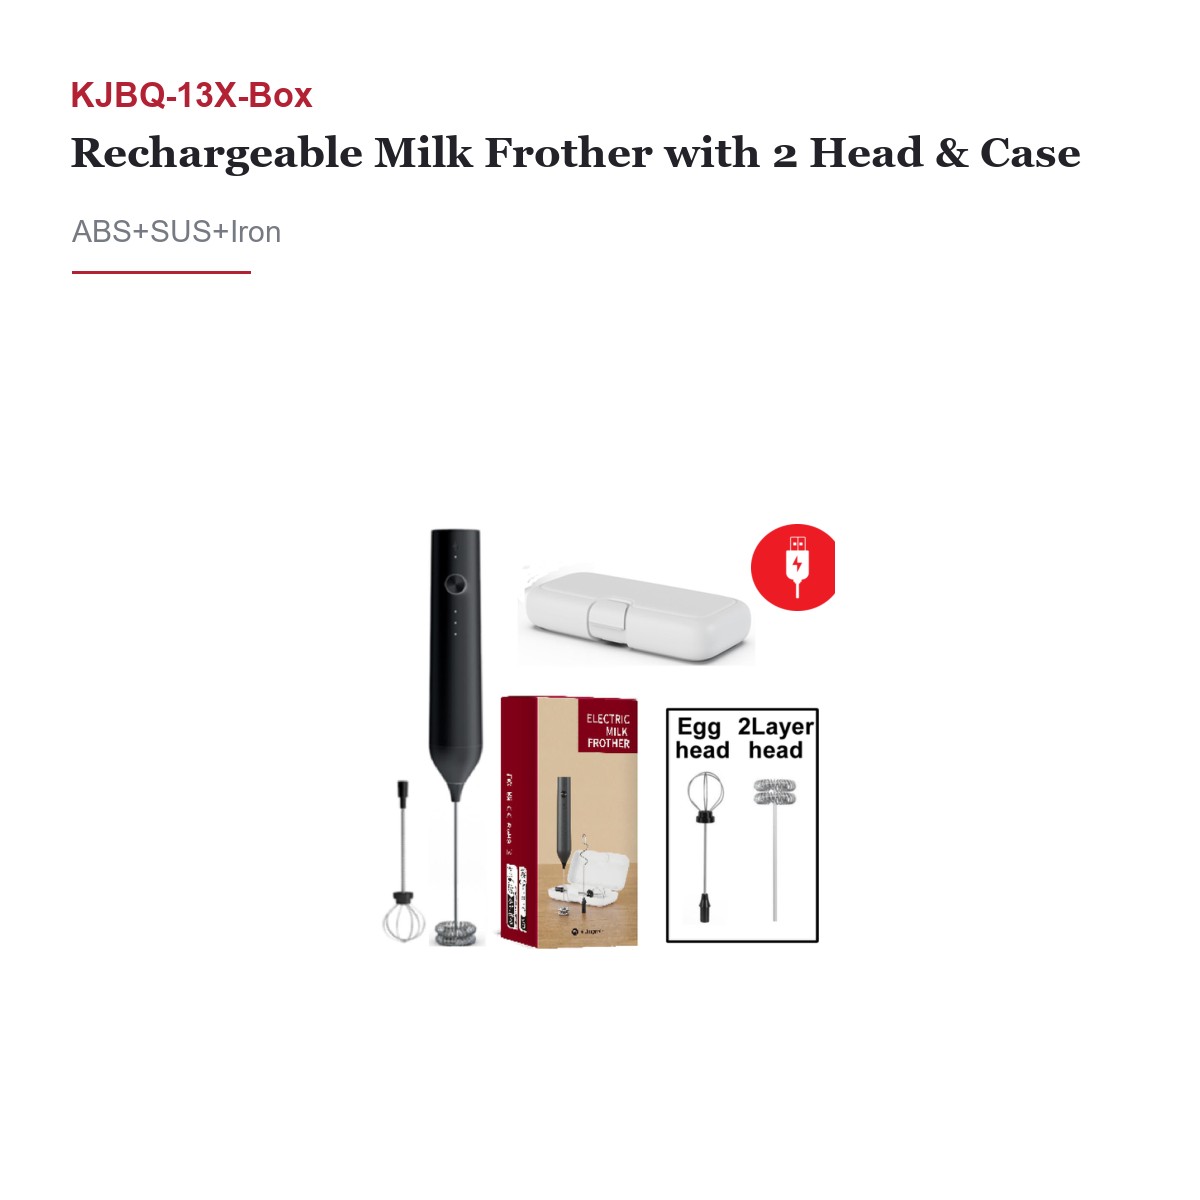 KJBQ-13X-Box
Rechargeable Milk Frother with 2 Head & Case
ABS+SUS+Iron
ELECTRIC
MILK
FROTHER
Egg
head
2Layer
head